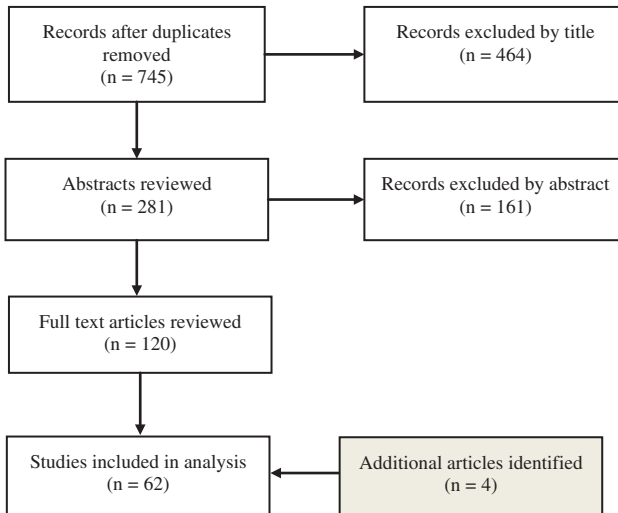 Records after duplicates
removed
(n = 745)
Records excluded by title
(n = 464)
Abstracts reviewed
(n = 281)
Records excluded by abstract
(n = 161)
Full text articles reviewed
(n = 120)
Studies included in analysis
(n = 62)
Additional articles identified
(n = 4)